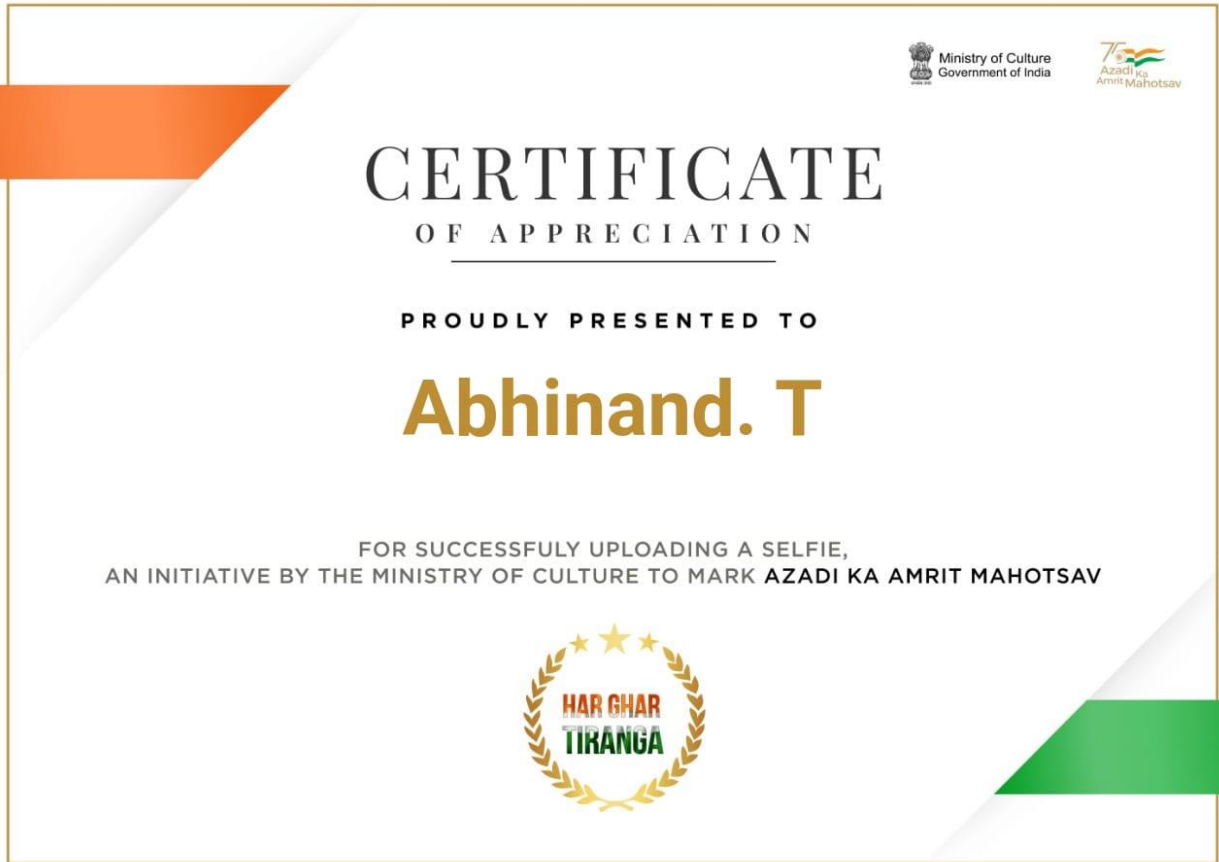 Ministry of Culture
Government of India
75
Azadi Ka
Amrit Mahotsav
CERTIFICATE
OF APPRECIATION
PROUDLY PRESENTED TO
Abhinand. T
FOR SUCCESSFULY UPLOADING A SELFIE,
AN INITIATIVE BY THE MINISTRY OF CULTURE TO MARK AZADI KA AMRIT MAHOTSAV
HAR GHAR
TIRANGA